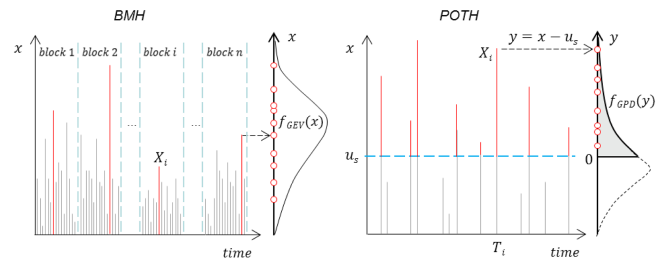 BMH
x
block 1
block 2
block i
block n
x
...
...
f_GEV(x)
X_i
time
POTH
x
y = x − u_s
y
X_i
f_GPD(y)
u_s
0
T_i
time